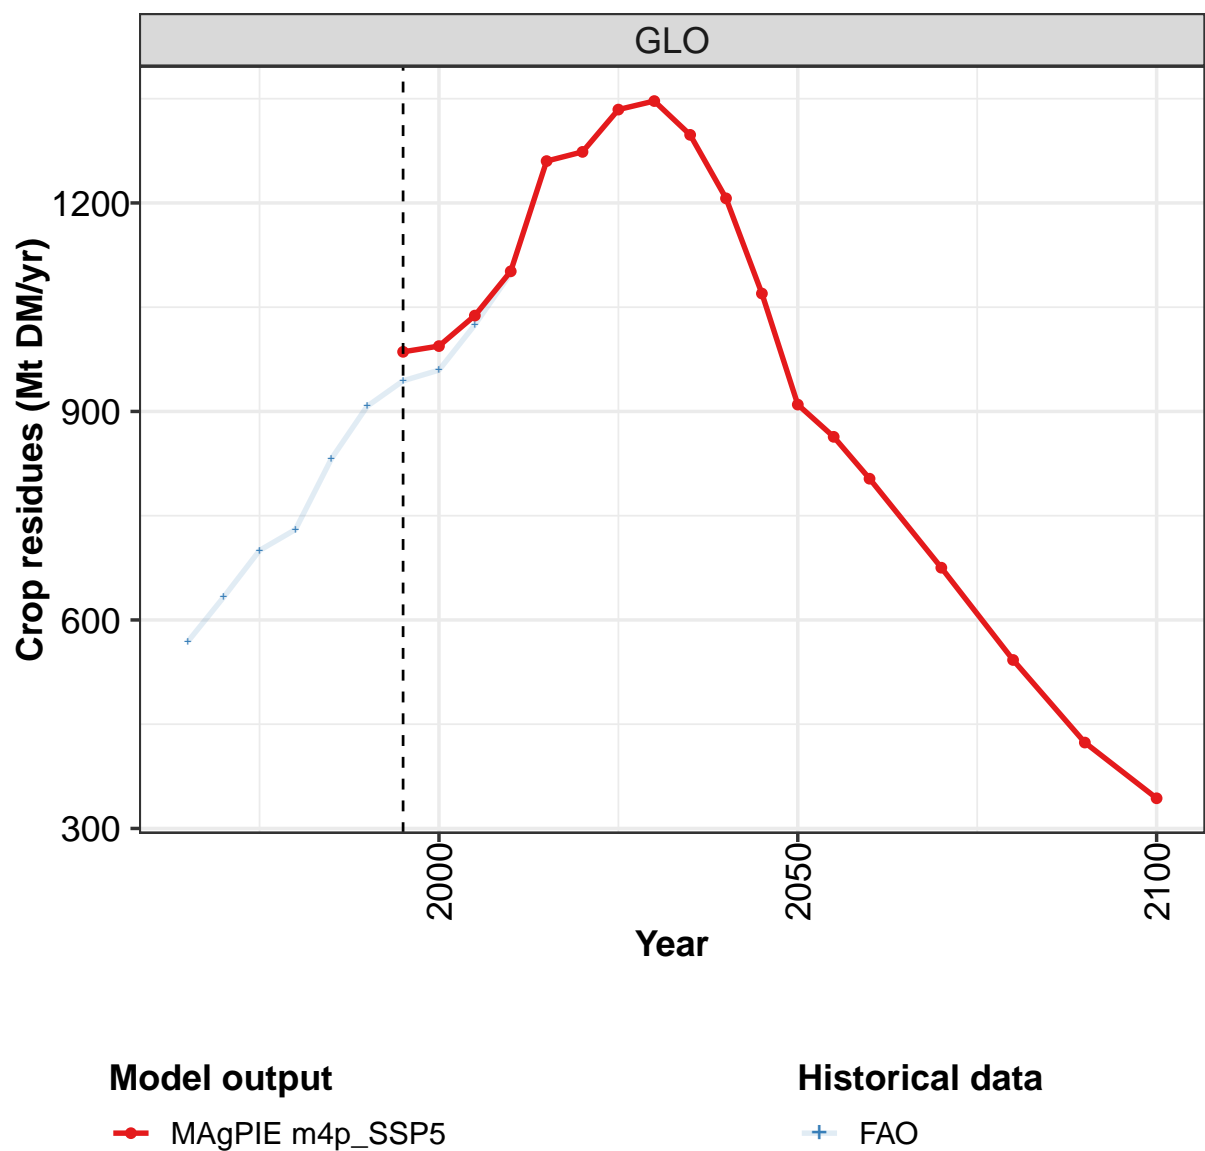 GLO
Crop residues (Mt DM/yr)
1200
900
600
300
2000
2050
2100
Year
Model output
MAgPIE m4p_SSP5
Historical data
FAO